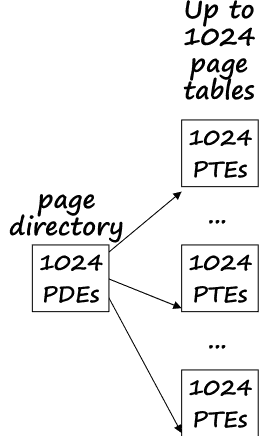 Up to
1024
page
tables
1024
PTEs
...
page
directory
1024
PDEs
1024
PTEs
...
1024
PTEs